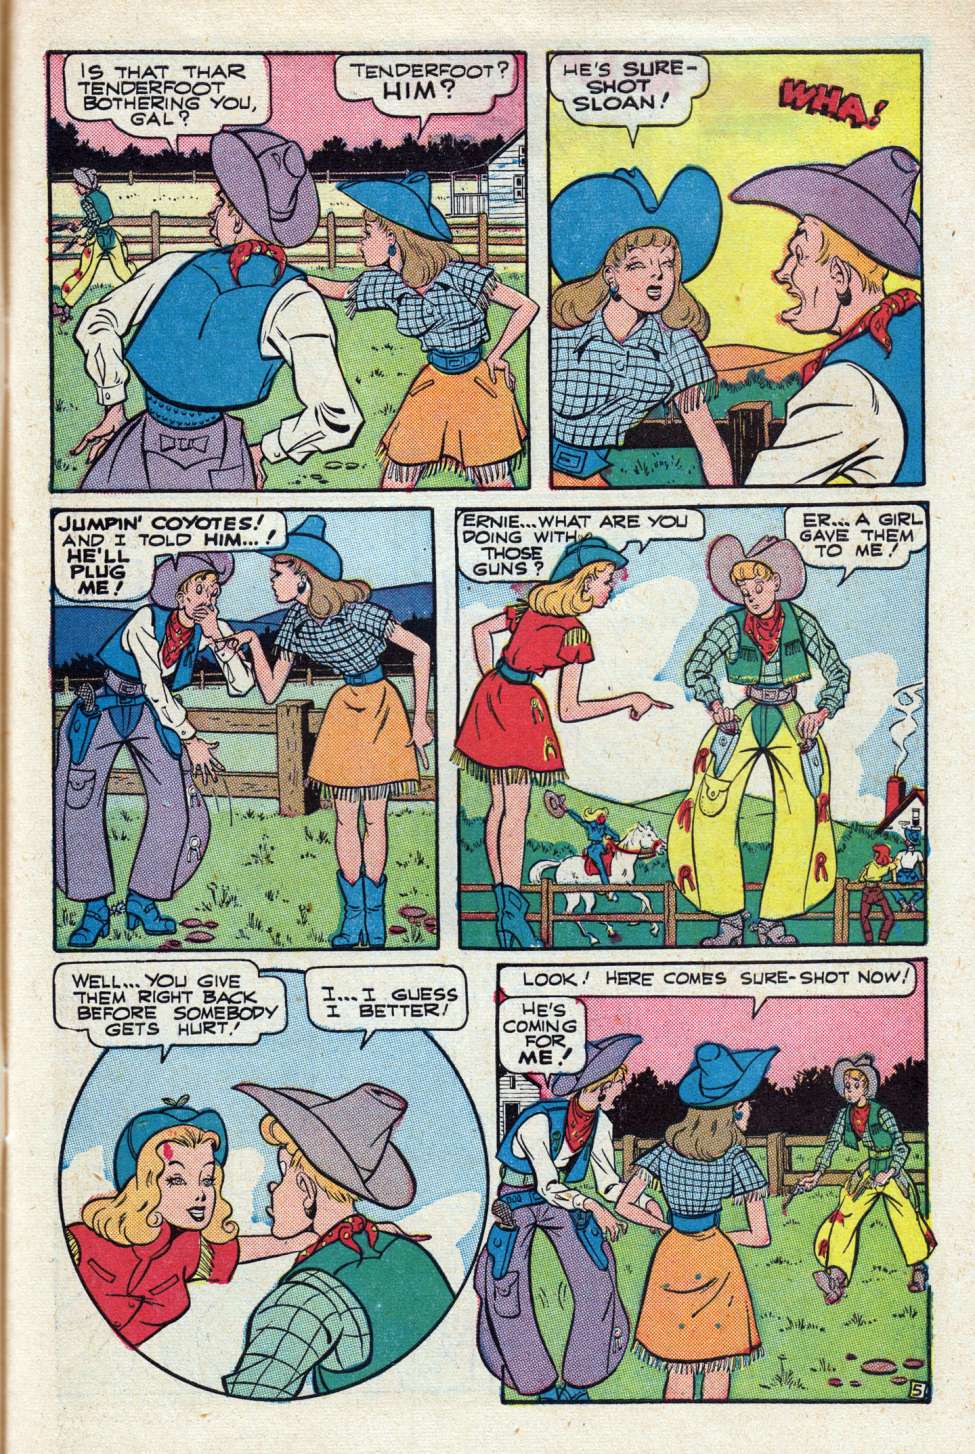 IS THAT THAR
TENDERFOOT
BOTHERING YOU,
GAL?
TENDERFOOT?
HIM?
HE'S SURE-
SHOT
SLOAN!
WHA!
JUMPIN' COYOTES!
AND I TOLD HIM...!
HE'LL
PLUG
ME!
ERNIE...WHAT ARE YOU
DOING WITH
THOSE
GUNS?
ER... A GIRL
GAVE THEM
TO ME!
WELL...YOU GIVE
THEM RIGHT BACK
BEFORE SOMEBODY
GETS HURT!
I...I GUESS
I BETTER!
LOOK! HERE COMES SURE-SHOT NOW!
HE'S
COMING
FOR
ME!
5